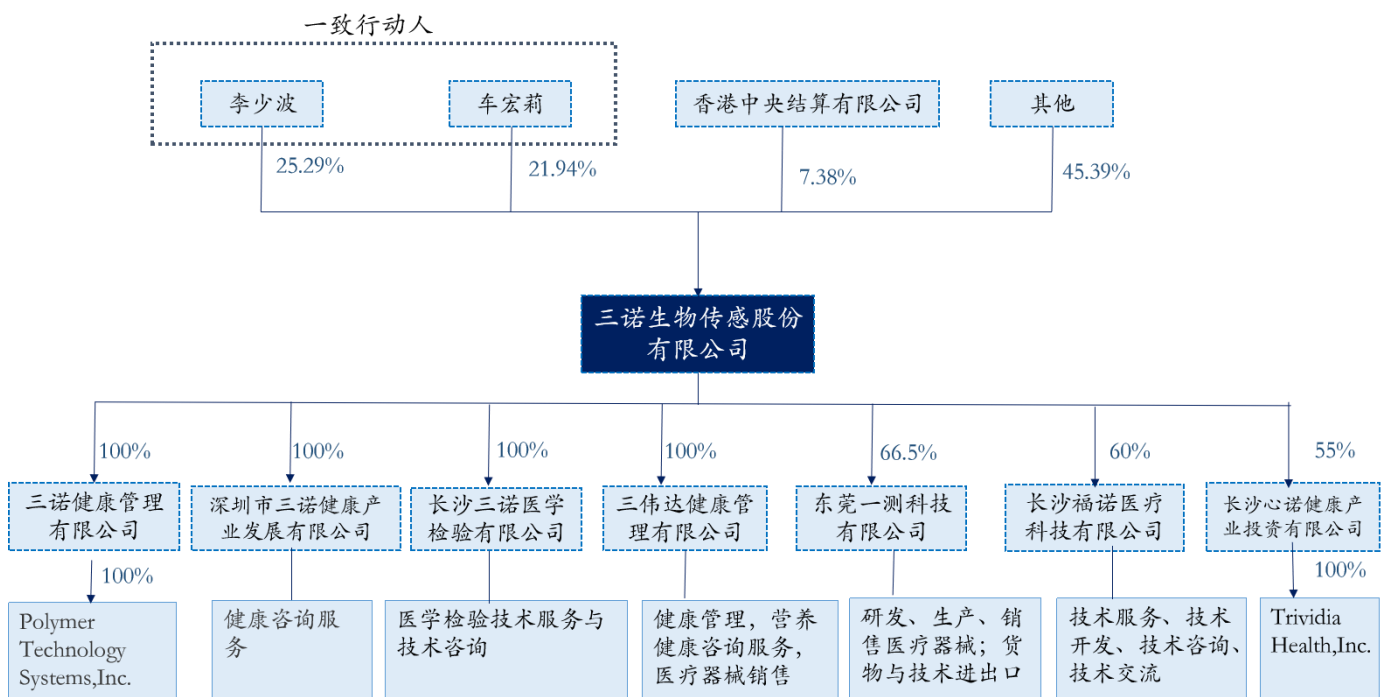 一致行动人
李少波
车宏莉
香港中央结算有限公司
其他
25.29%
21.94%
7.38%
45.39%
三诺生物传感股份
有限公司
100%
100%
100%
100%
66.5%
60%
55%
三诺健康管理
有限公司
深圳市三诺健康产
业发展有限公司
长沙三诺医学
检验有限公司
三伟达健康管
理有限公司
东莞一测科技
有限公司
长沙福诺医疗
科技有限公司
长沙心诺健康产
业投资有限公司
100%
100%
Polymer
Technology
Systems,Inc.
健康咨询服
务
医学检验技术服务与
技术咨询
健康管理，营养
健康咨询服务，
医疗器械销售
研发、生产、销
售医疗器械；货
物与技术进出口
技术服务、技术
开发、技术咨询、
技术交流
Trividia
Health,Inc.